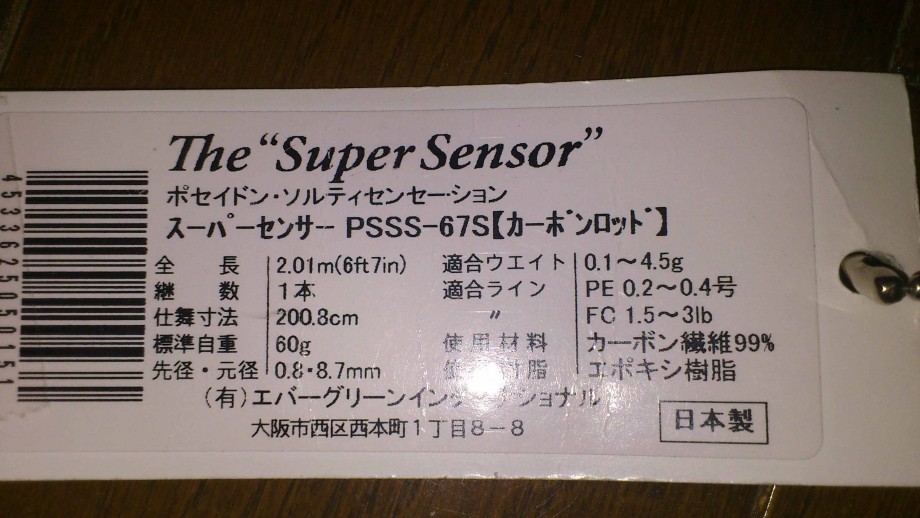 The “Super Sensor”
ポセイドン・ソルティセンセーション
スーパーセンサー PSSS-67S【カーボンロッド】
全長 2.01m(6ft7in) 適合ウエイト 0.1～4.5g
継数 1本 適合ライン PE 0.2～0.4号
仕舞寸法 200.8cm 〃 FC 1.5～3lb
標準自重 60g 使用材料 カーボン繊維99%
先径・元径 0.8・8.7mm 使 樹脂 エポキシ樹脂
(有)エバーグリーンインターナショナル
大阪市西区西本町1丁目8-8
日本製
4533625050151